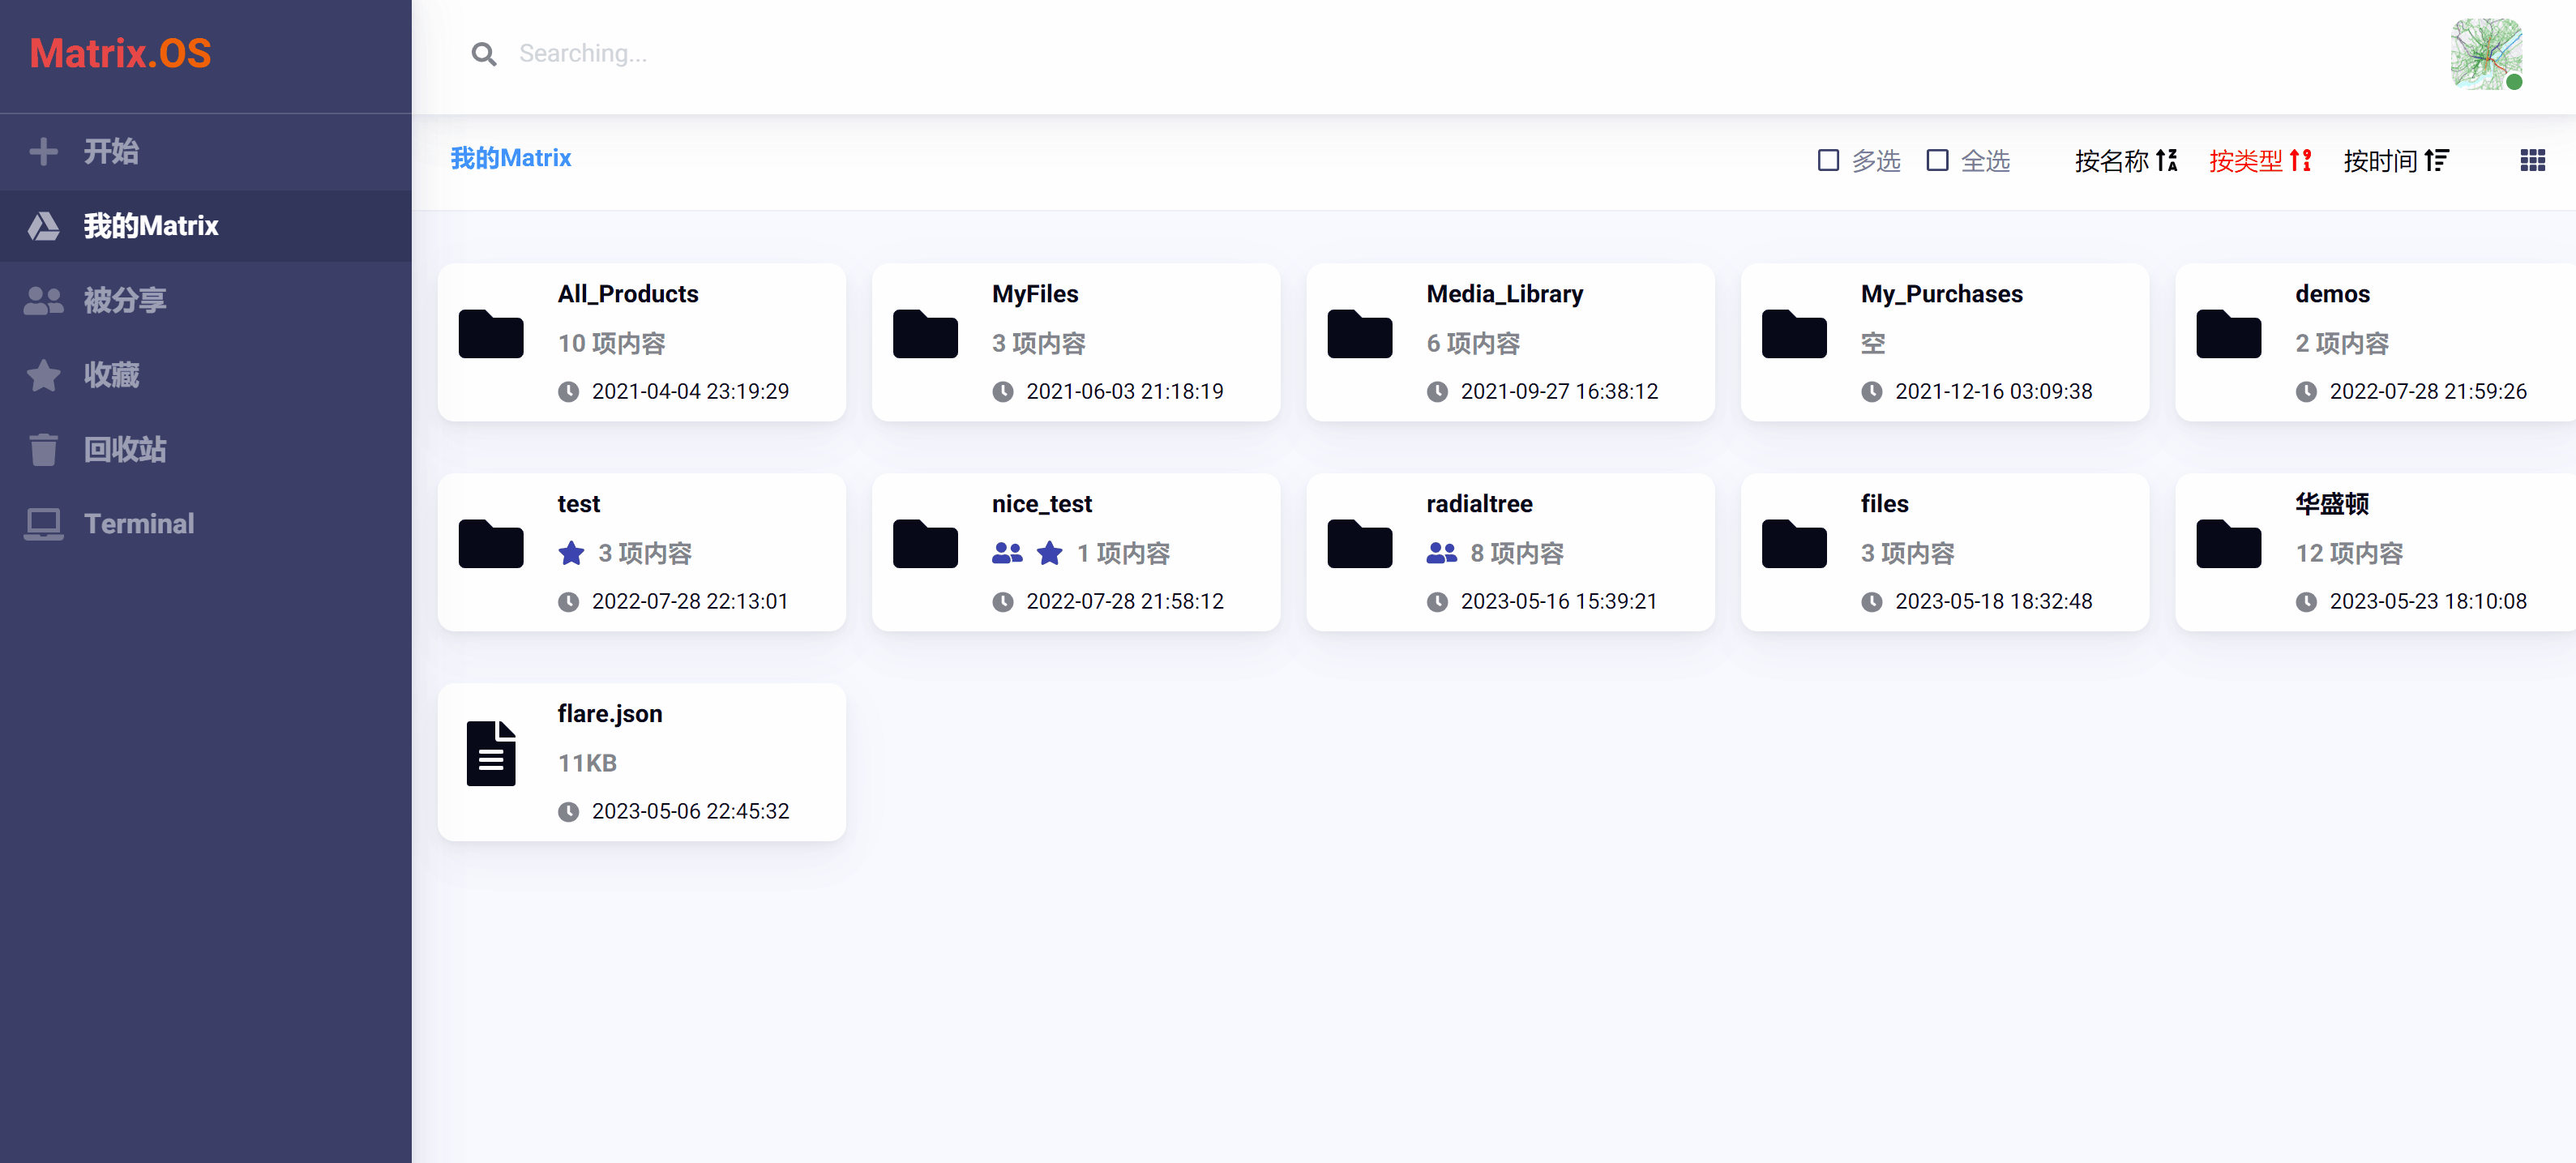 Matrix.OS
Searching...
开始
我的Matrix
被分享
收藏
回收站
Terminal
我的Matrix
多选 全选 按名称 按类型 按时间
All_Products
10 项内容
2021-04-04 23:19:29
MyFiles
3 项内容
2021-06-03 21:18:19
Media_Library
6 项内容
2021-09-27 16:38:12
My_Purchases
空
2021-12-16 03:09:38
demos
2 项内容
2022-07-28 21:59:26
test
3 项内容
2022-07-28 22:13:01
nice_test
1 项内容
2022-07-28 21:58:12
radialtree
8 项内容
2023-05-16 15:39:21
files
3 项内容
2023-05-18 18:32:48
华盛顿
12 项内容
2023-05-23 18:10:08
flare.json
11KB
2023-05-06 22:45:32